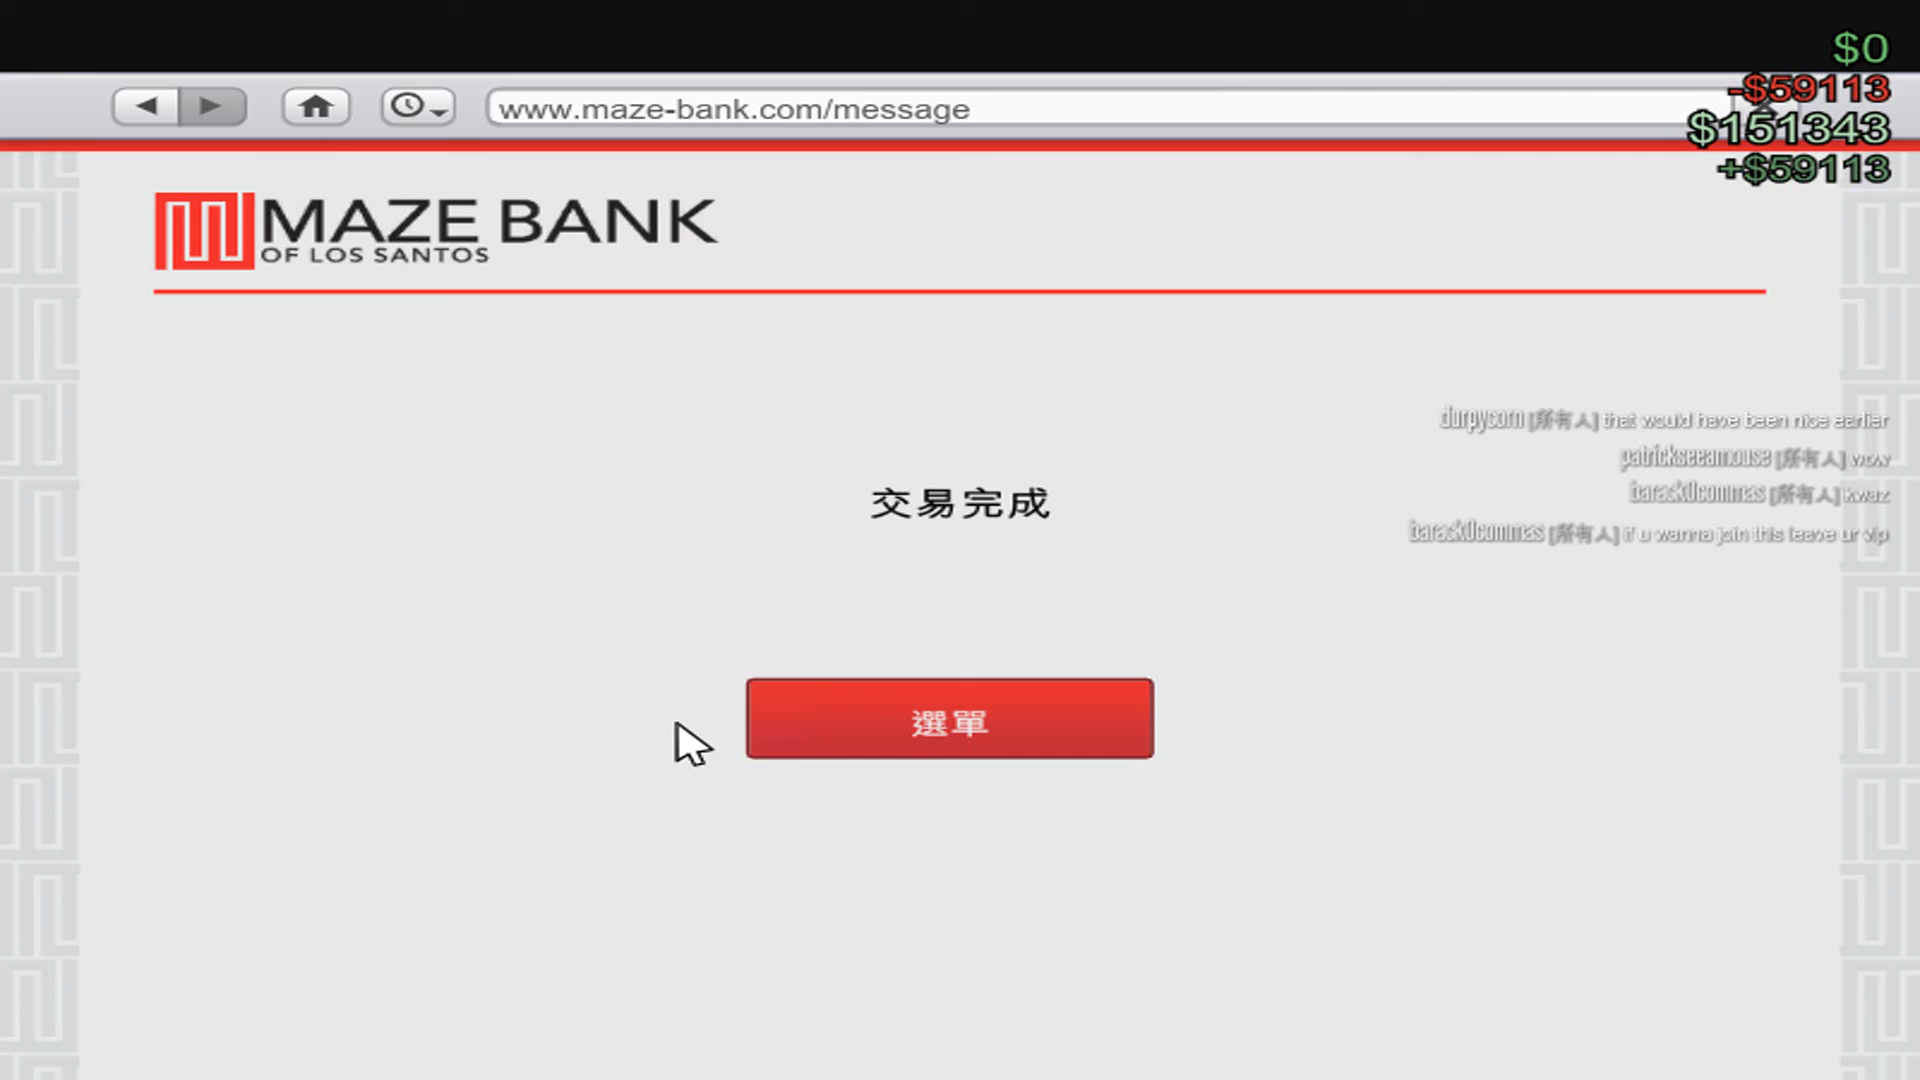 $0
-$59113
www.maze-bank.com/message
$151343
+$59113
MAZE BANK
OF LOS SANTOS
durpycorn [所有人] that would have been nice earlier
patrickseeamouse [所有人] wow
barack0commas [所有人] kwaz
交易完成
barack0commas [所有人] if u wanna join this leave ur vip
選單